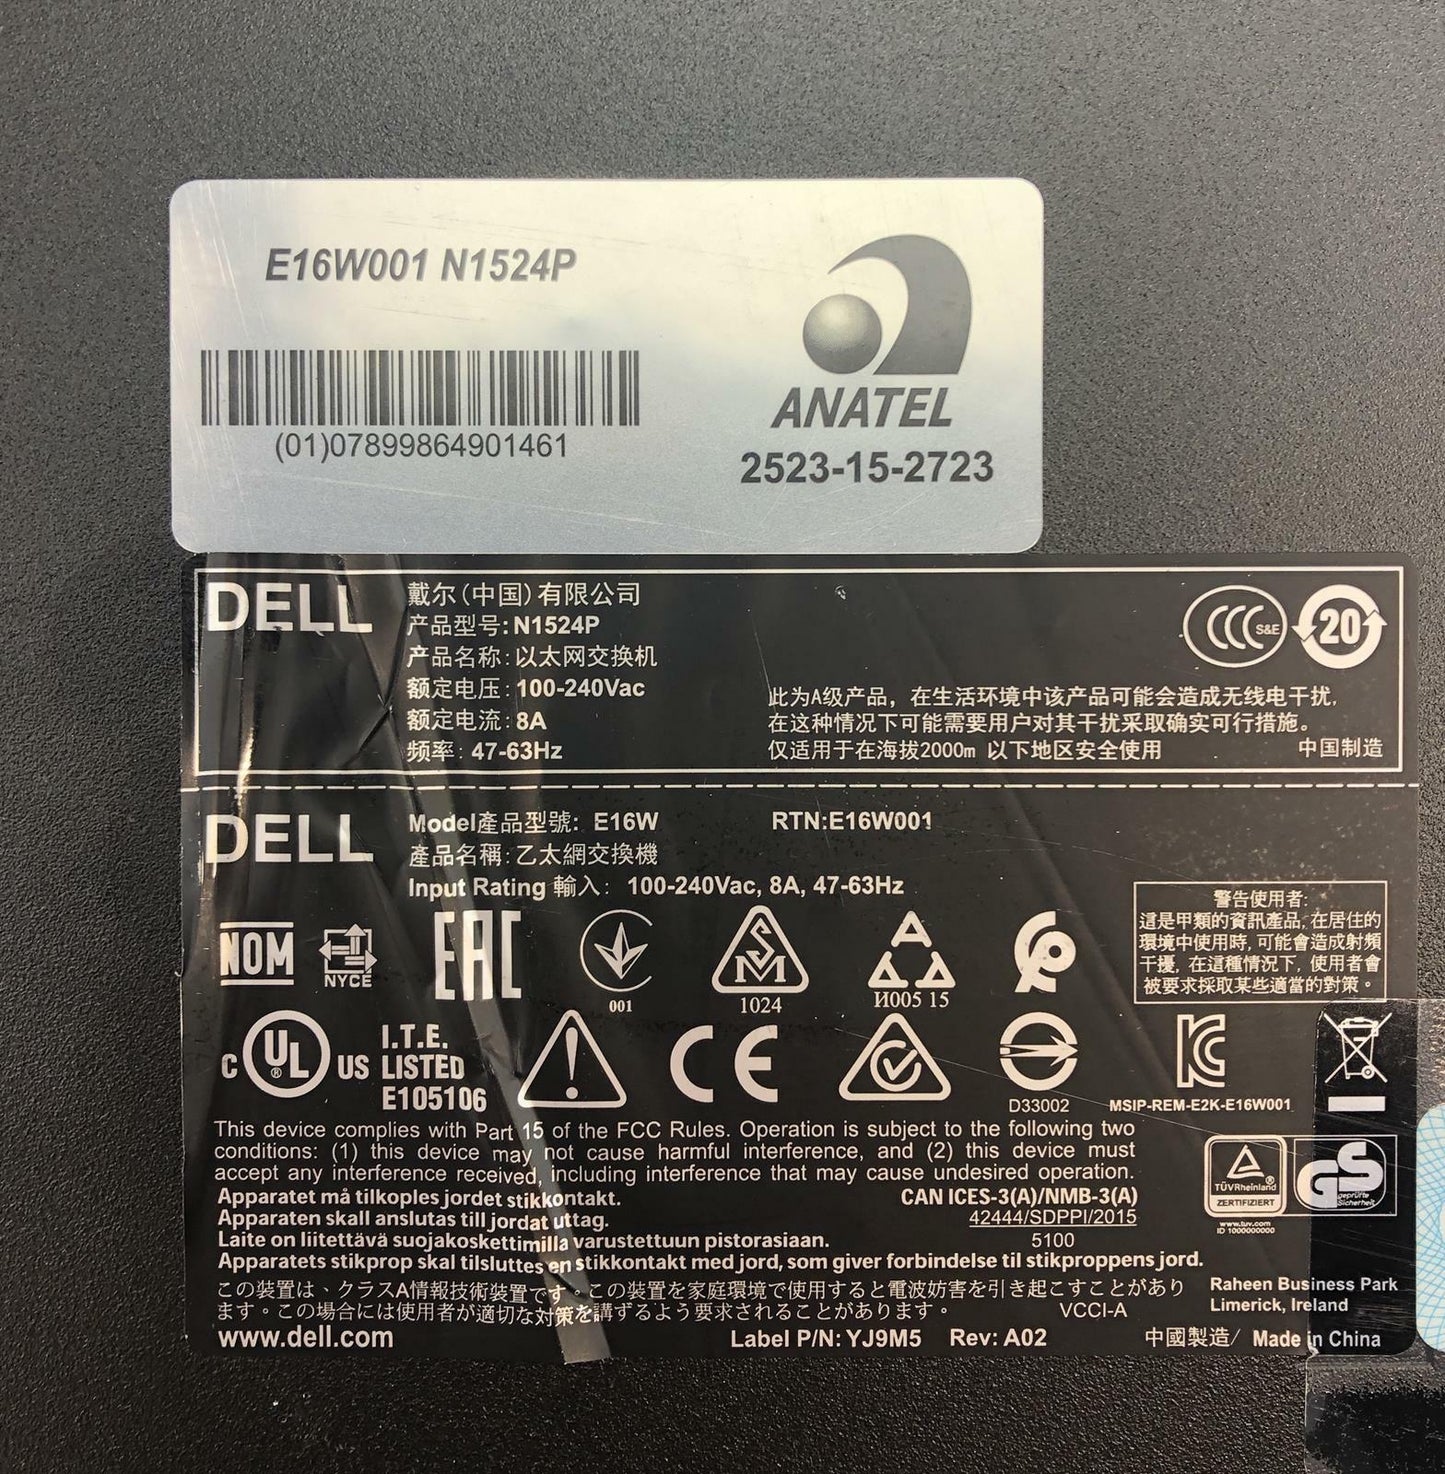 E16W001 N1524P
(01)07899864901461
ANATEL
2523-15-2723
DELL
戴尔(中国)有限公司
产品型号: N1524P
产品名称: 以太网交换机
额定电压: 100-240Vac
额定电流: 8A
频率: 47-63Hz
CCC S&E
20
此为A级产品，在生活环境中该产品可能会造成无线电干扰，
在这种情况下可能需要用户对其干扰采取确实可行措施。
仅适用于在海拔2000m 以下地区安全使用
中国制造
DELL
Model產品型號: E16W
RTN:E16W001
產品名稱: 乙太網交換機
Input Rating 輸入: 100-240Vac, 8A, 47-63Hz
警告使用者:
這是甲類的資訊產品, 在居住的
環境中使用時, 可能會造成射頻
干擾, 在這種情況下, 使用者會
被要求採取某些適當的對策。
NOM
NYCE
EAC
001
SM
1024
И005 15
C UL ® US
I.T.E.
LISTED
E105106
CE
D33002
MSIP-REM-E2K-E16W001
This device complies with Part 15 of the FCC Rules. Operation is subject to the following two
conditions: (1) this device may not cause harmful interference, and (2) this device must
accept any interference received, including interference that may cause undesired operation.
Apparatet må tilkoples jordet stikkontakt.
Apparaten skall anslutas till jordat uttag.
Laite on liitettävä suojakoskettimilla varustettuun pistorasiaan.
Apparatets stikprop skal tilsluttes en stikkontakt med jord, som giver forbindelse til stikproppens jord.
CAN ICES-3(A)/NMB-3(A)
42444/SDPPI/2015
5100
TÜVRheinland®
ZERTIFIZIERT
GS
geprüfte
Sicherheit
www.tuv.com
ID 1000000000
この装置は、クラスA情報技術装置です。この装置を家庭環境で使用すると電波妨害を引き起こすことがあり
ます。この場合には使用者が適切な対策を講ずるよう要求されることがあります。
VCCI-A
Raheen Business Park
Limerick, Ireland
www.dell.com
Label P/N: YJ9M5
Rev: A02
中國製造/ Made in China